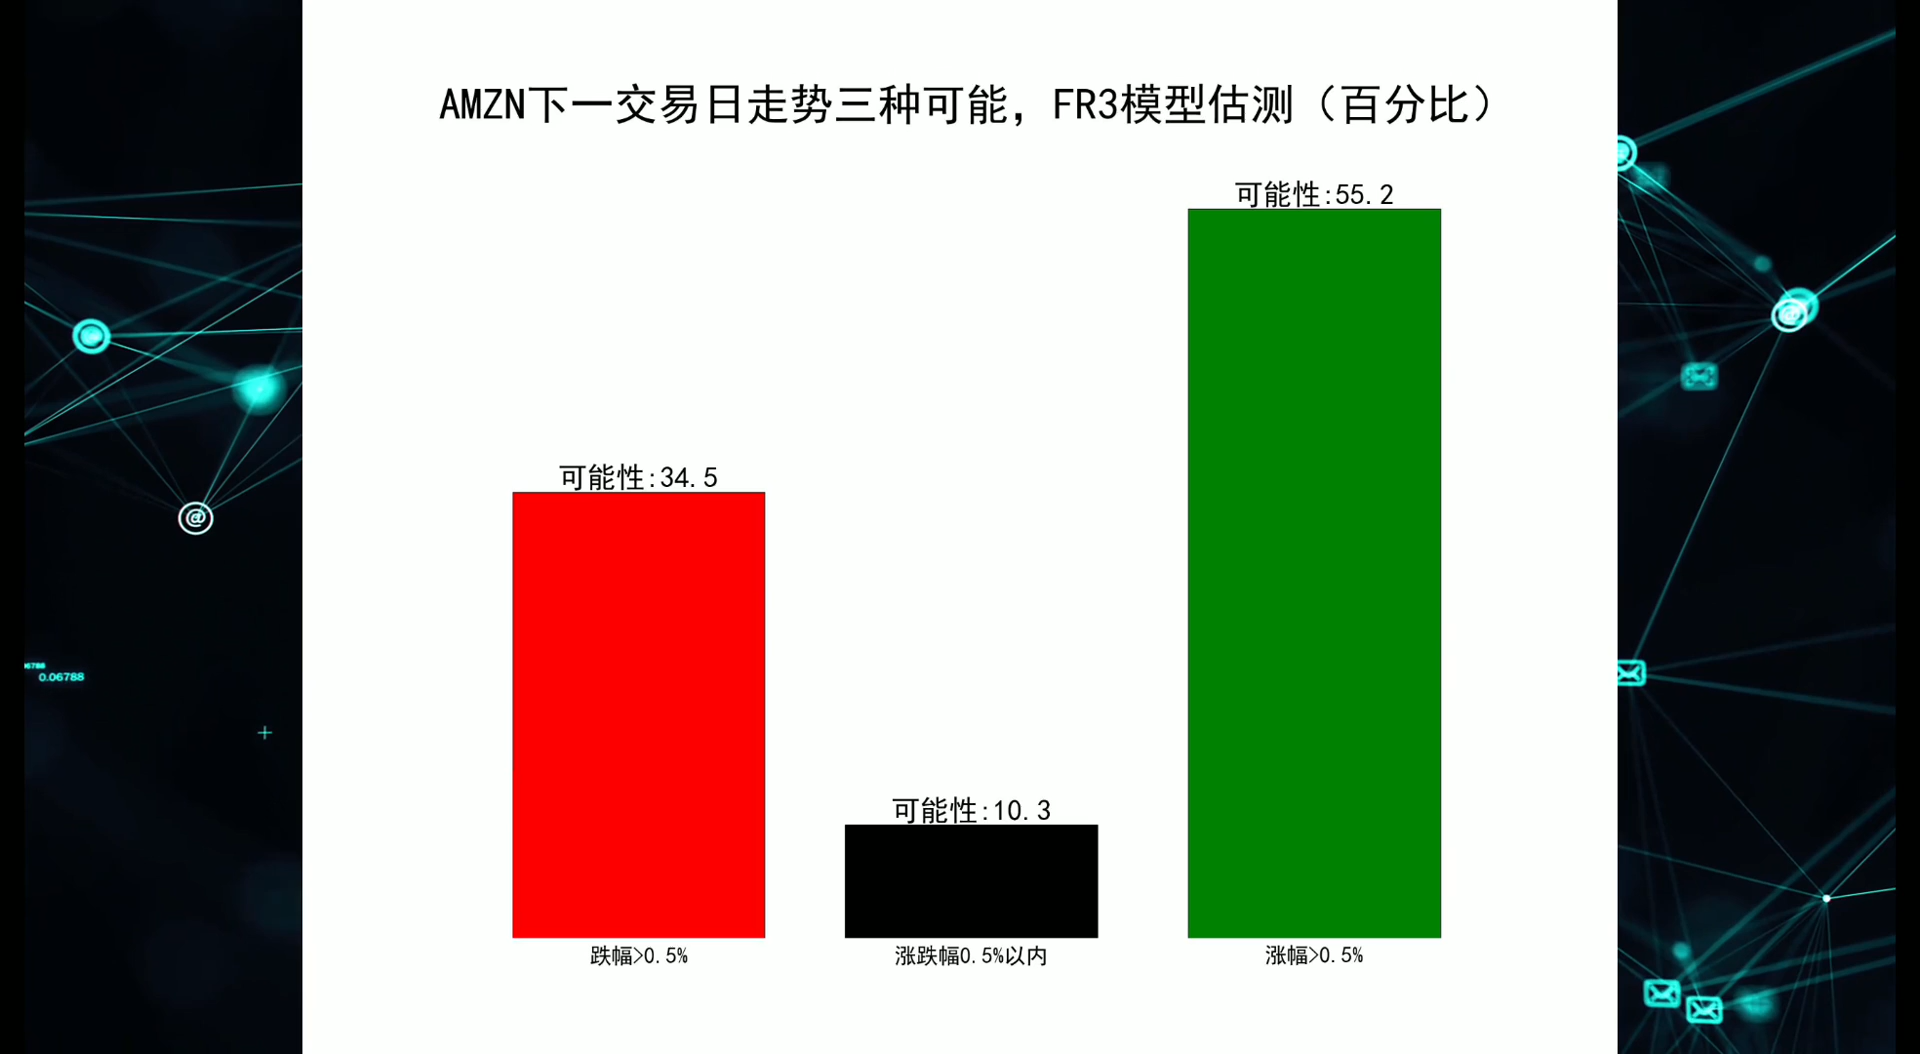 AMZN下一交易日走势三种可能，FR3模型估测（百分比）
可能性:55.2
可能性:34.5
可能性:10.3
跌幅>0.5%
涨跌幅0.5%以内
涨幅>0.5%
0.06788